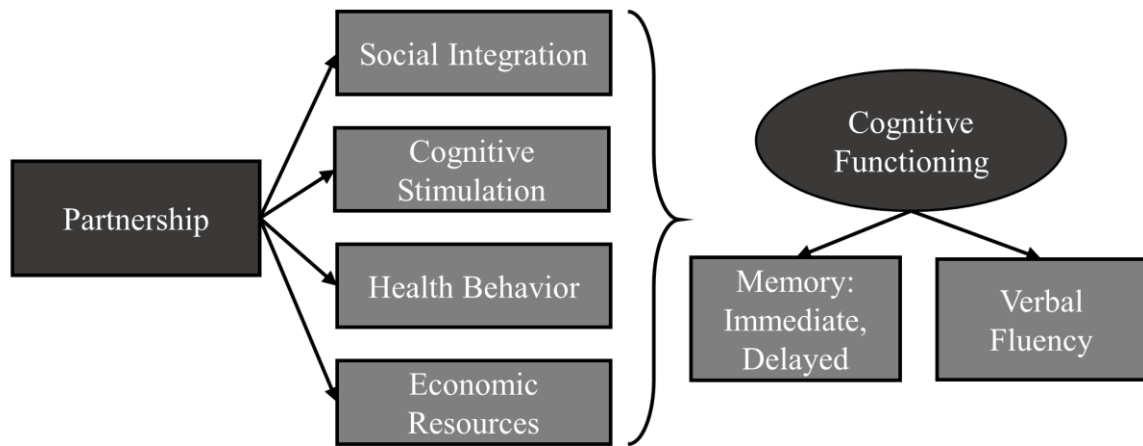 Partnership
Social Integration
Cognitive
Stimulation
Health Behavior
Economic
Resources
Cognitive
Functioning
Memory:
Immediate,
Delayed
Verbal
Fluency